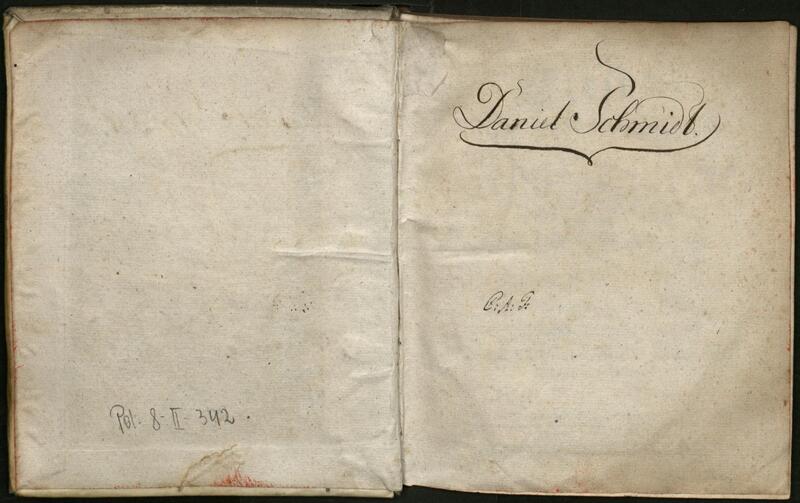 Pol: 8-II-342.
Daniel Schmidt.